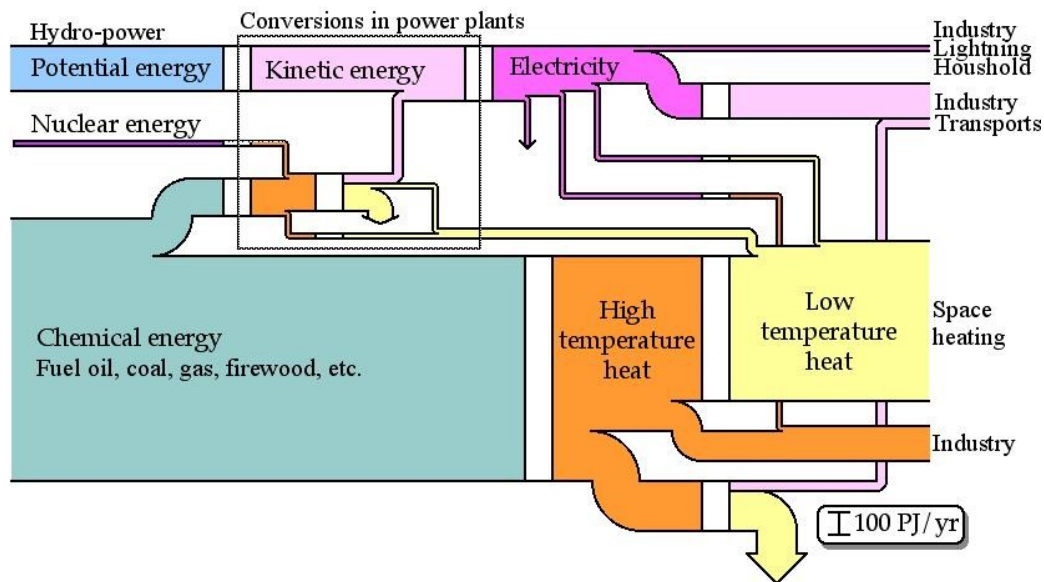 Conversions in power plants
Hydro-power
Potential energy
Kinetic energy
Electricity
Industry
Lightning
Houshold
Industry
Transports
Nuclear energy
Chemical energy
Fuel oil, coal, gas, firewood, etc.
High
temperature
heat
Low
temperature
heat
Space
heating
Industry
100 PJ/yr